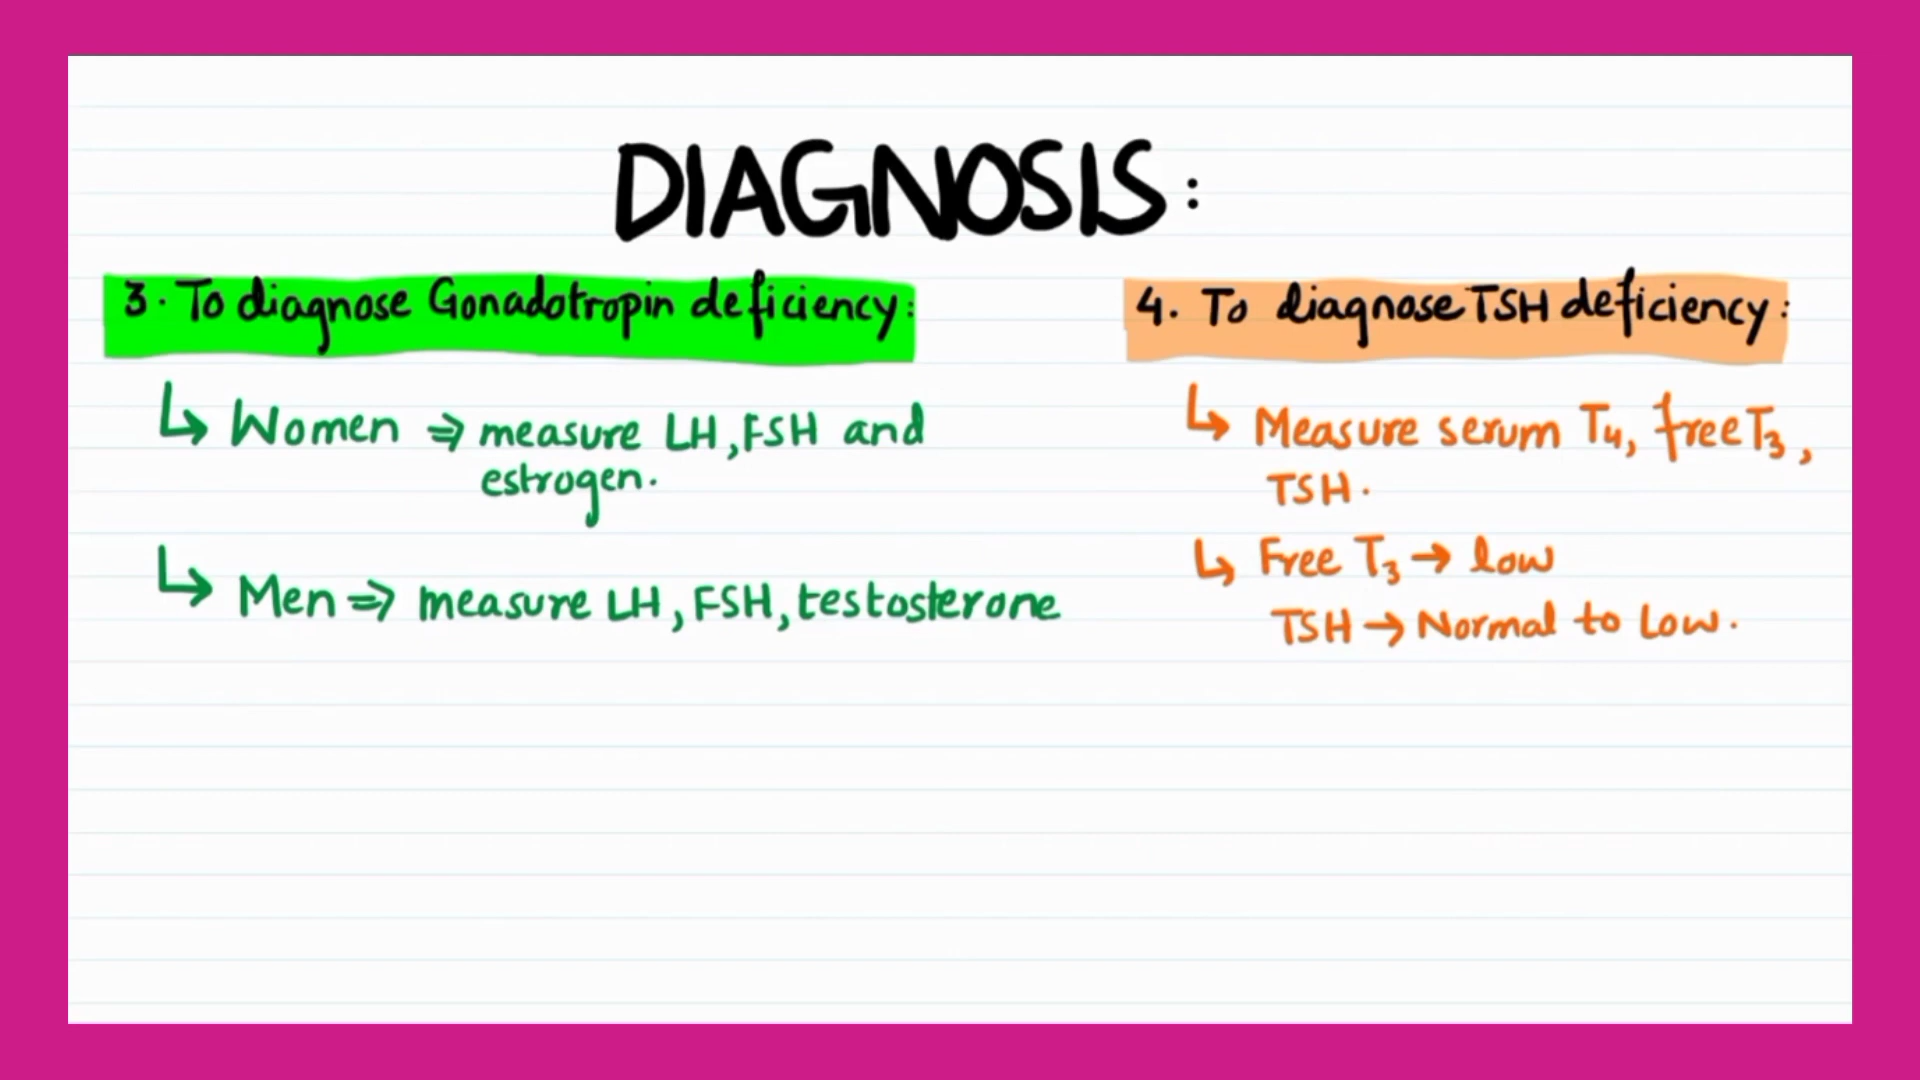 DIAGNOSIS:
3. To diagnose Gonadotropin deficiency:
↳ Women ⇒ measure LH, FSH and
estrogen.
↳ Men ⇒ measure LH, FSH, testosterone
4. To diagnose TSH deficiency:
↳ Measure serum T4, free T3,
TSH.
↳ Free T3 → low
TSH → Normal to Low.